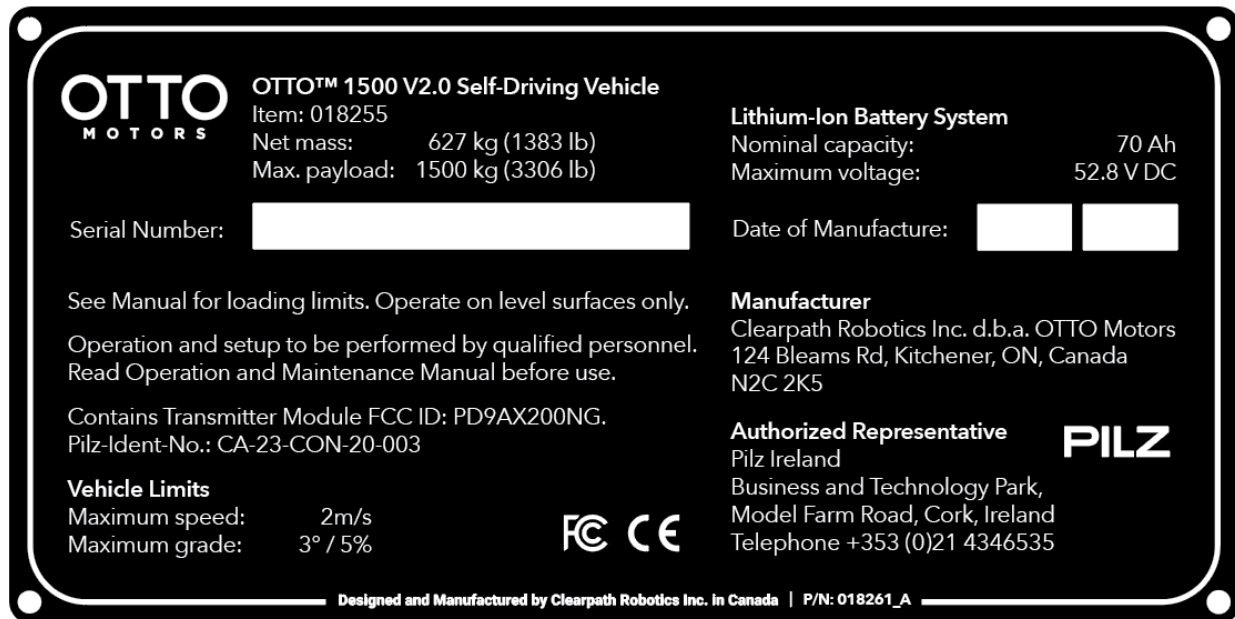 OTTO
MOTORS
OTTO™ 1500 V2.0 Self-Driving Vehicle
Item: 018255
Net mass: 627 kg (1383 lb)
Max. payload: 1500 kg (3306 lb)
Lithium-Ion Battery System
Nominal capacity: 70 Ah
Maximum voltage: 52.8 V DC
Serial Number:
Date of Manufacture:
See Manual for loading limits. Operate on level surfaces only.
Operation and setup to be performed by qualified personnel.
Read Operation and Maintenance Manual before use.
Contains Transmitter Module FCC ID: PD9AX200NG.
Pilz-Ident-No.: CA-23-CON-20-003
Vehicle Limits
Maximum speed: 2m/s
Maximum grade: 3° / 5%
FC CE
Manufacturer
Clearpath Robotics Inc. d.b.a. OTTO Motors
124 Bleams Rd, Kitchener, ON, Canada
N2C 2K5
Authorized Representative
PILZ
Pilz Ireland
Business and Technology Park,
Model Farm Road, Cork, Ireland
Telephone +353 (0)21 4346535
Designed and Manufactured by Clearpath Robotics Inc. in Canada | P/N: 018261_A